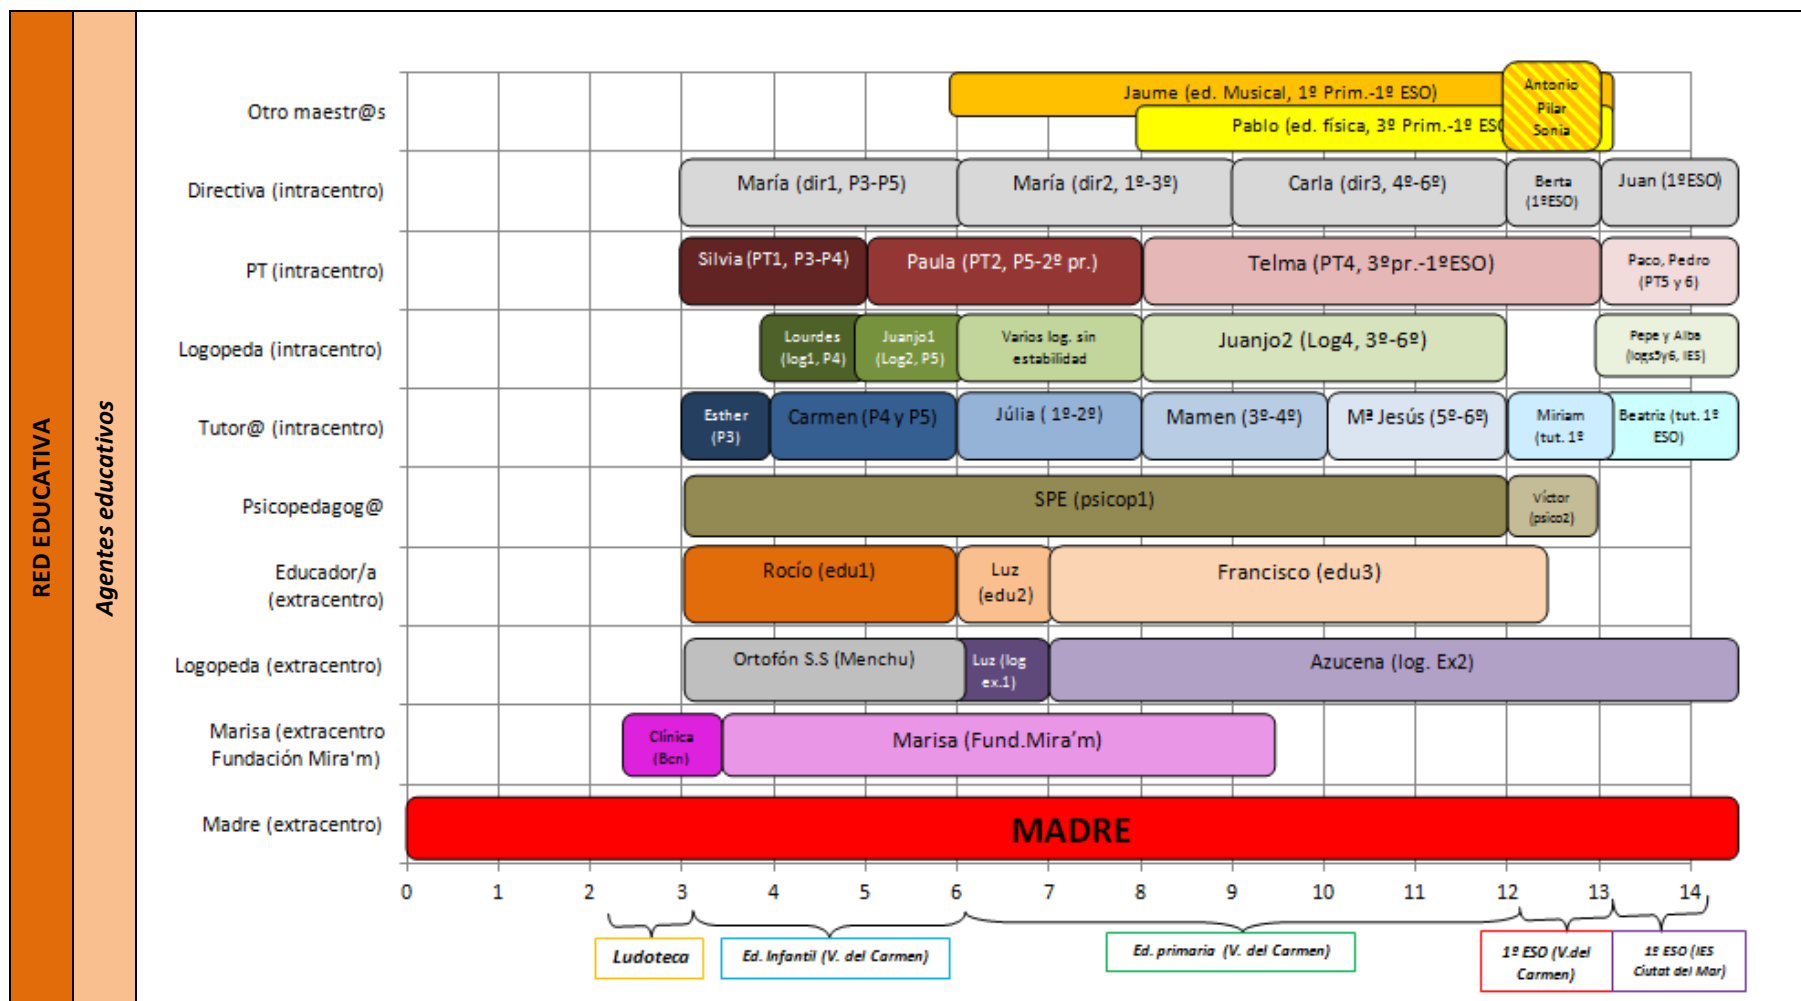 RED EDUCATIVA
Agentes educativos
Otro maestr@s
Jaume (ed. Musical, 1º Prim.-1º ESO)
Pablo (ed. física, 3º Prim.-1º ESO
Antonio
Pilar
Sonia
Directiva (intracentro)
María (dir1, P3-P5)
María (dir2, 1º-3º)
Carla (dir3, 4º-6º)
Berta
(1ºESO)
Juan (1ºESO)
PT (intracentro)
Silvia (PT1, P3-P4)
Paula (PT2, P5-2º pr.)
Telma (PT4, 3ºpr.-1ºESO)
Paco, Pedro
(PT5 y 6)
Logopeda (intracentro)
Lourdes
(log1, P4)
Juanjo1
(Log2, P5)
Varios log. sin
estabilidad
Juanjo2 (Log4, 3º-6º)
Pepe y Alba
(logs5y6, IES)
Tutor@ (intracentro)
Esther
(P3)
Carmen (P4 y P5)
Júlia ( 1º-2º)
Mamen (3º-4º)
Mª Jesús (5º-6º)
Miriam
(tut. 1º
Beatriz (tut. 1º
ESO)
Psicopedagog@
SPE (psicop1)
Víctor
(psico2)
Educador/a
(extracentro)
Rocío (edu1)
Luz
(edu2)
Francisco (edu3)
Logopeda (extracentro)
Ortofón S.S (Menchu)
Luz (log
ex.1)
Azucena (log. Ex2)
Marisa (extracentro
Fundación Mira'm)
Clínica
(Bcn)
Marisa (Fund.Mira’m)
Madre (extracentro)
MADRE
0 1 2 3 4 5 6 7 8 9 10 11 12 13 14
Ludoteca
Ed. Infantil (V. del Carmen)
Ed. primaria (V. del Carmen)
1º ESO (V.del
Carmen)
1º ESO (IES
Ciutat del Mar)